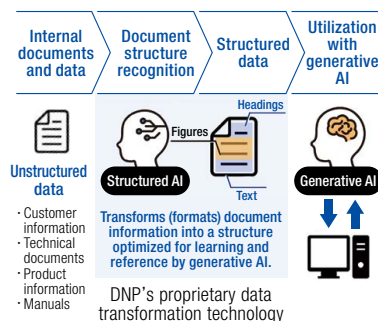 Internal
documents
and data
Document
structure
recognition
Structured
data
Utilization
with
generative
AI
Headings
Figures
Structured AI
Text
Transforms (formats) document
information into a structure
optimized for learning and
reference by generative AI.
Unstructured
data
・Customer
information
・Technical
documents
・Product
information
・Manuals
Generative AI
DNP's proprietary data
transformation technology